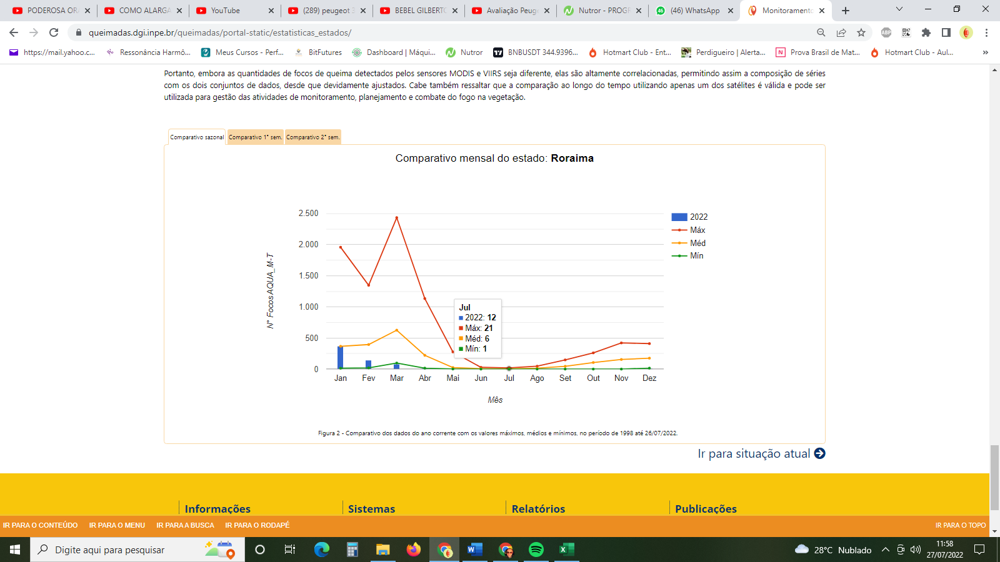 PODEROSA OR
COMO ALARGA
YouTube
(289) peugeot 3
BEBEL GILBERTO
Avaliação Peuge
Nutror - PROGR
(46) WhatsApp
Monitoramento
queimadas.dgi.inpe.br/queimadas/portal-static/estatisticas_estados/
https://mail.yahoo.c...
Ressonância Harmô...
Meus Cursos - Perf...
BitFutures
Dashboard | Máqui...
Nutror
BNBUSDT 344.9396...
Hotmart Club - Ent...
Perdigueiro | Alerta...
Prova Brasil de Mat...
Hotmart Club - Aul...
»
Portanto, embora as quantidades de focos de queima detectados pelos sensores MODIS e VIIRS seja diferente, elas são altamente correlacionadas, permitindo assim a composição de séries
com os dois conjuntos de dados, desde que devidamente ajustados. Cabe também ressaltar que a comparação ao longo do tempo utilizando apenas um dos satélites é válida e pode ser
utilizada para gestão das atividades de monitoramento, planejamento e combate do fogo na vegetação.
Comparativo sazonal
Comparativo 1° sem.
Comparativo 2° sem.
Comparativo mensal do estado: Roraima
2.500
2.000
1.500
1.000
500
0
N° Focos AQUA_M-T
2022
Máx
Méd
Mín
Jul
2022: 12
Máx: 21
Méd: 6
Mín: 1
Jan Fev Mar Abr Mai Jun Jul Ago Set Out Nov Dez
Mês
Figura 2 - Comparativo dos dados do ano corrente com os valores máximos, médios e mínimos, no período de 1998 até 26/07/2022.
Ir para situação atual
Informações
Sistemas
Relatórios
Publicações
IR PARA O CONTEÚDO
IR PARA O MENU
IR PARA A BUSCA
IR PARA O RODAPÉ
IR PARA O TOPO
Digite aqui para pesquisar
28°C Nublado
11:58
27/07/2022